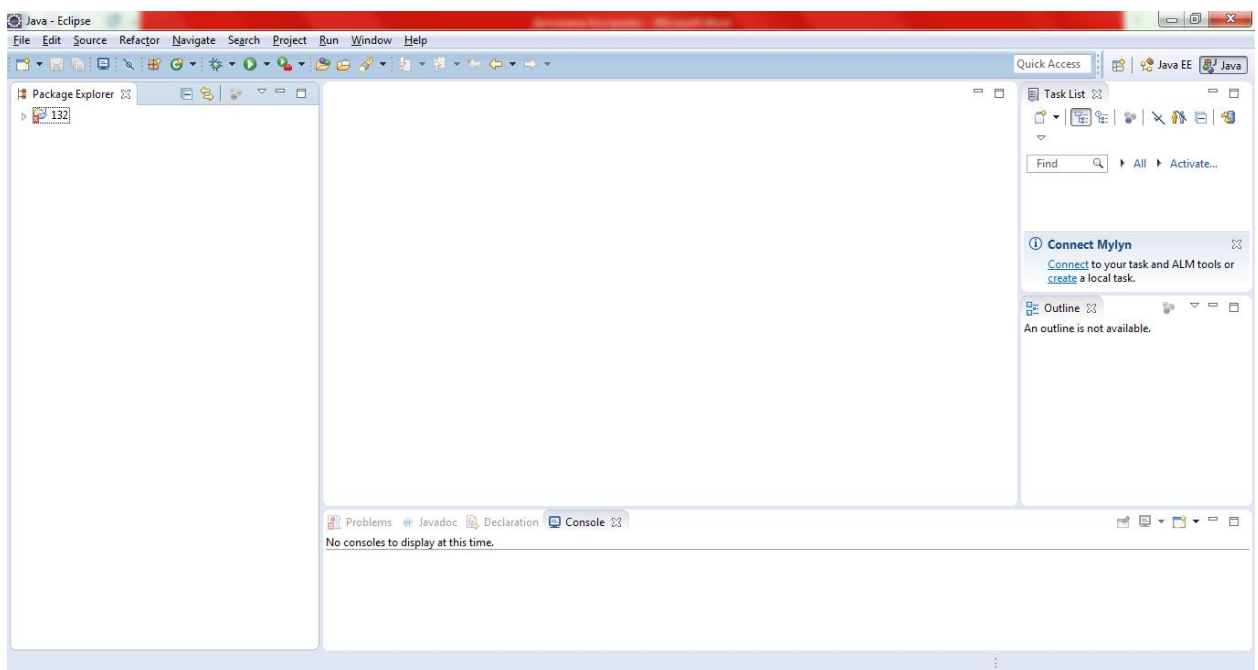 Java - Eclipse
File Edit Source Refactor Navigate Search Project Run Window Help
Quick Access Java EE Java
Package Explorer
132
Task List
Find All Activate...
Connect Mylyn
Connect to your task and ALM tools or
create a local task.
Outline
An outline is not available.
Problems @ Javadoc Declaration Console
No consoles to display at this time.